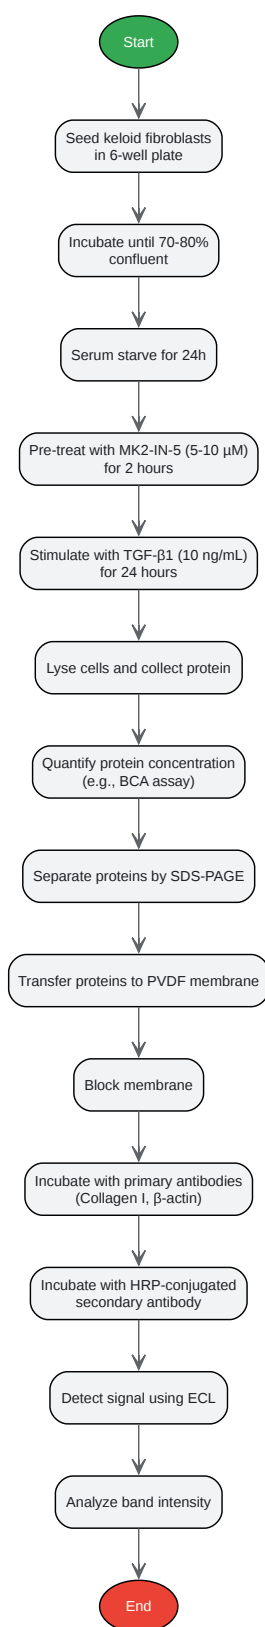 Start
Seed keloid fibroblasts
in 6-well plate
Incubate until 70-80%
confluent
Serum starve for 24h
Pre-treat with MK2-IN-5 (5-10 µM)
for 2 hours
Stimulate with TGF-β1 (10 ng/mL)
for 24 hours
Lyse cells and collect protein
Quantify protein concentration
(e.g., BCA assay)
Separate proteins by SDS-PAGE
Transfer proteins to PVDF membrane
Block membrane
Incubate with primary antibodies
(Collagen I, β-actin)
Incubate with HRP-conjugated
secondary antibody
Detect signal using ECL
Analyze band intensity
End